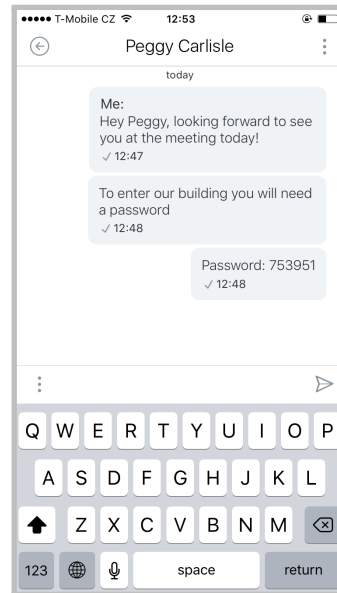 T-Mobile CZ 12:53
Peggy Carlisle
today
Me:
Hey Peggy, looking forward to see
you at the meeting today!
12:47
To enter our building you will need
a password
12:48
Password: 753951
12:48
Q W E R T Y U I O P
A S D F G H J K L
Z X C V B N M
123 space return